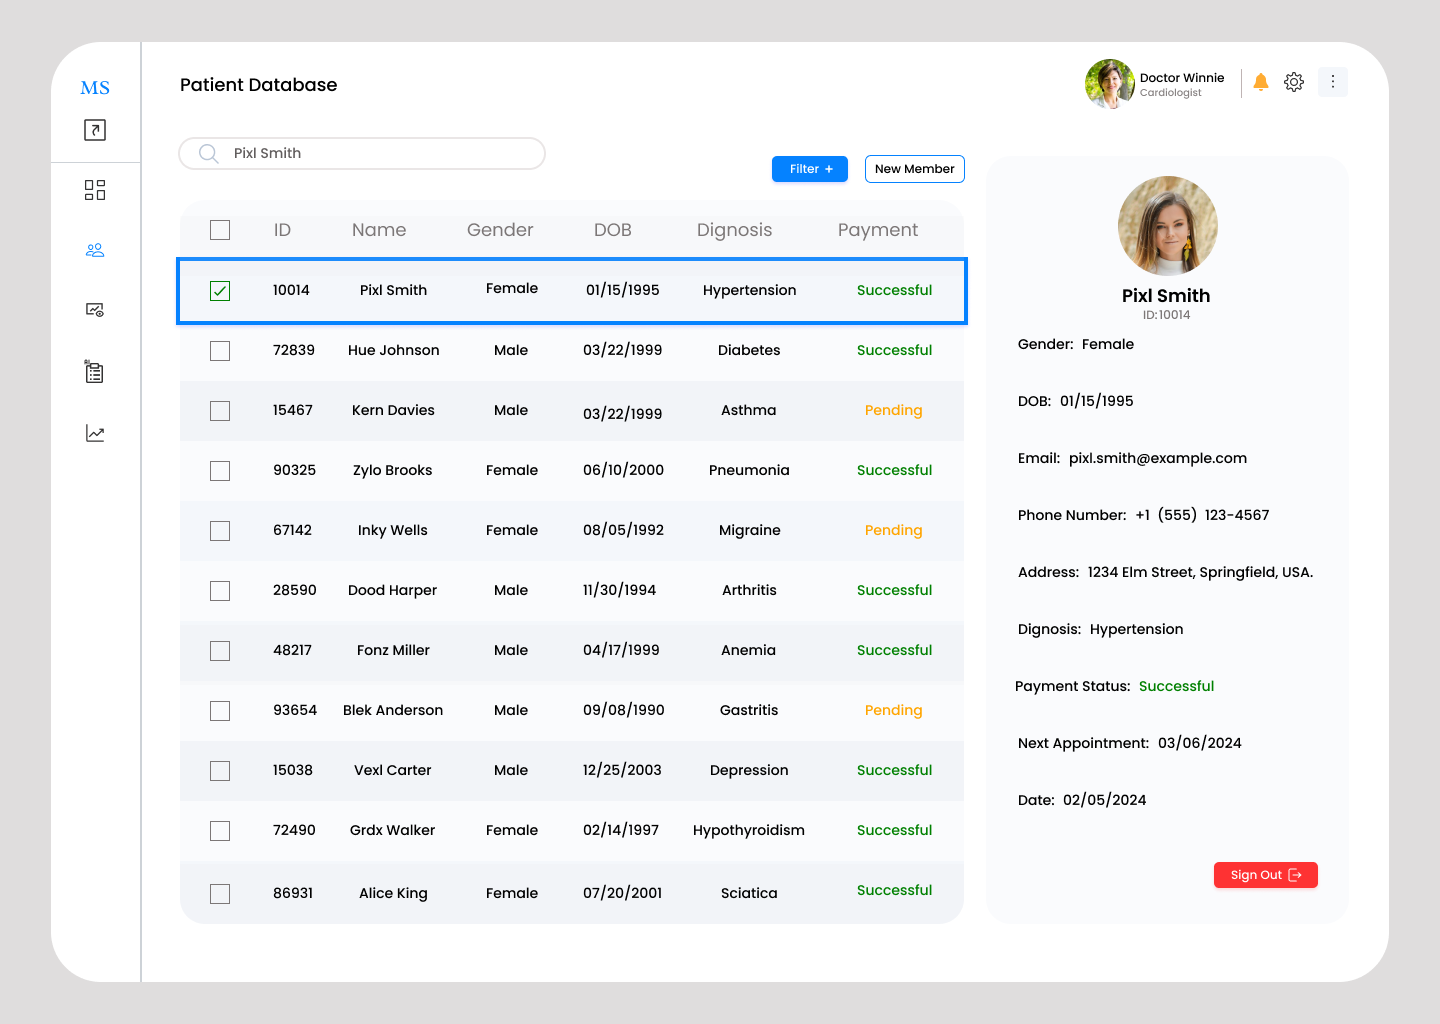 MS
Patient Database
Doctor Winnie
Cardiologist
Pixl Smith
Filter +
New Member
ID Name Gender DOB Dignosis Payment
10014 Pixl Smith Female 01/15/1995 Hypertension Successful
72839 Hue Johnson Male 03/22/1999 Diabetes Successful
15467 Kern Davies Male 03/22/1999 Asthma Pending
90325 Zylo Brooks Female 06/10/2000 Pneumonia Successful
67142 Inky Wells Female 08/05/1992 Migraine Pending
28590 Dood Harper Male 11/30/1994 Arthritis Successful
48217 Fonz Miller Male 04/17/1999 Anemia Successful
93654 Blek Anderson Male 09/08/1990 Gastritis Pending
15038 Vexl Carter Male 12/25/2003 Depression Successful
72490 Grdx Walker Female 02/14/1997 Hypothyroidism Successful
86931 Alice King Female 07/20/2001 Sciatica Successful
Pixl Smith
ID:10014
Gender: Female
DOB: 01/15/1995
Email: pixl.smith@example.com
Phone Number: +1 (555) 123-4567
Address: 1234 Elm Street, Springfield, USA.
Dignosis: Hypertension
Payment Status: Successful
Next Appointment: 03/06/2024
Date: 02/05/2024
Sign Out